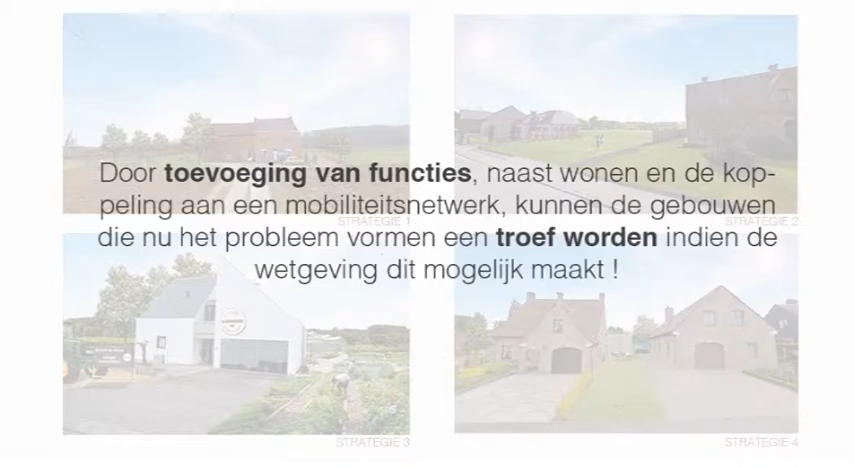 Door toevoeging van functies, naast wonen en de kop-
peling aan een mobiliteitsnetwerk, kunnen de gebouwen
STRATEGIE 1
STRATEGIE 2
die nu het probleem vormen een troef worden indien de
wetgeving dit mogelijk maakt !
STRATEGIE 3
STRATEGIE 4